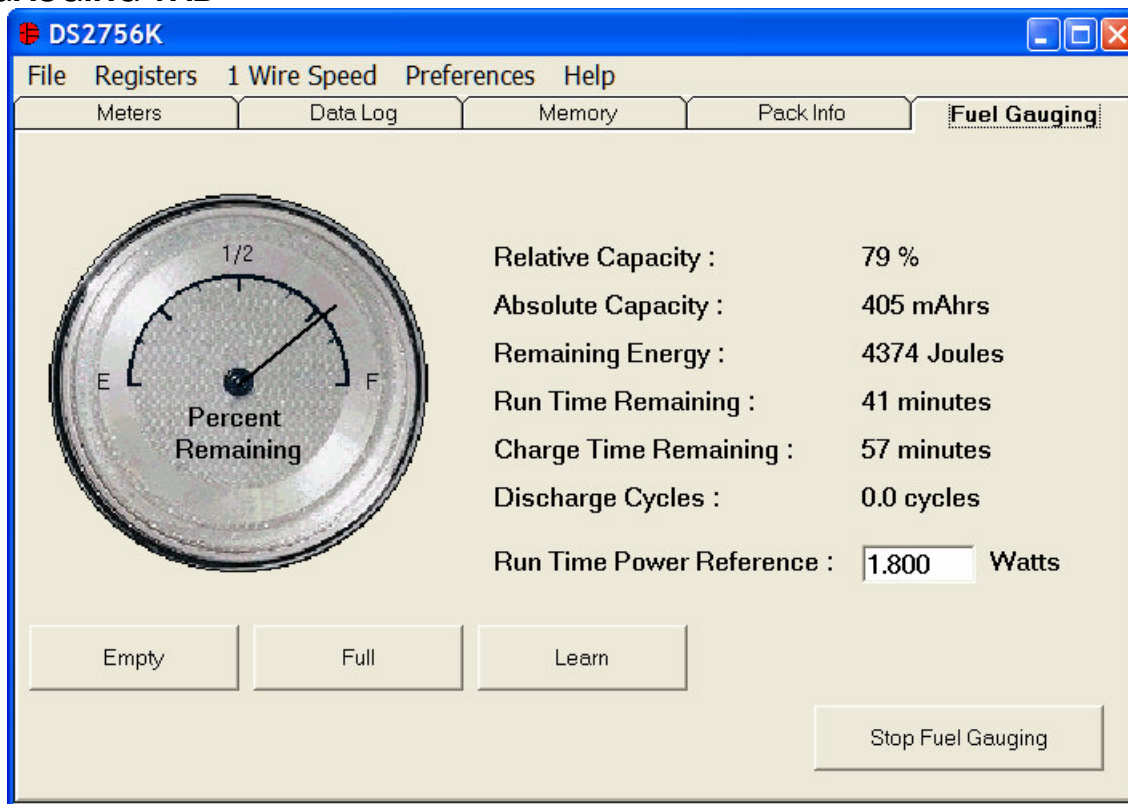 DS2756K
File Registers 1 Wire Speed Preferences Help
Meters Data Log Memory Pack Info Fuel Gauging
1/2
E F
Percent
Remaining
Relative Capacity : 79 %
Absolute Capacity : 405 mAhrs
Remaining Energy : 4374 Joules
Run Time Remaining : 41 minutes
Charge Time Remaining : 57 minutes
Discharge Cycles : 0.0 cycles
Run Time Power Reference : 1.800 Watts
Empty Full Learn
Stop Fuel Gauging